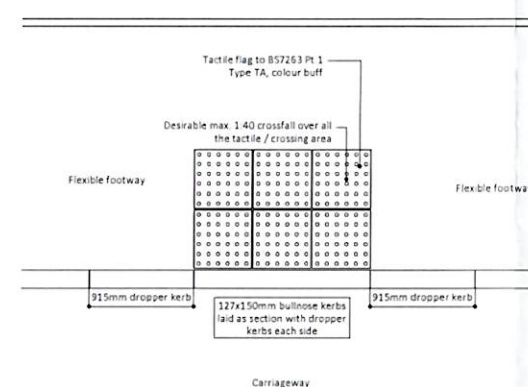 Tactile flag to BS7263 Pt 1
Type TA, colour buff
Desirable max. 1:40 crossfall over all
the tactile / crossing area
Flexible footway
Flexible footwa
915mm dropper kerb
127x150mm bullnose kerbs
laid as section with dropper
kerbs each side
915mm dropper kerb
Carriageway